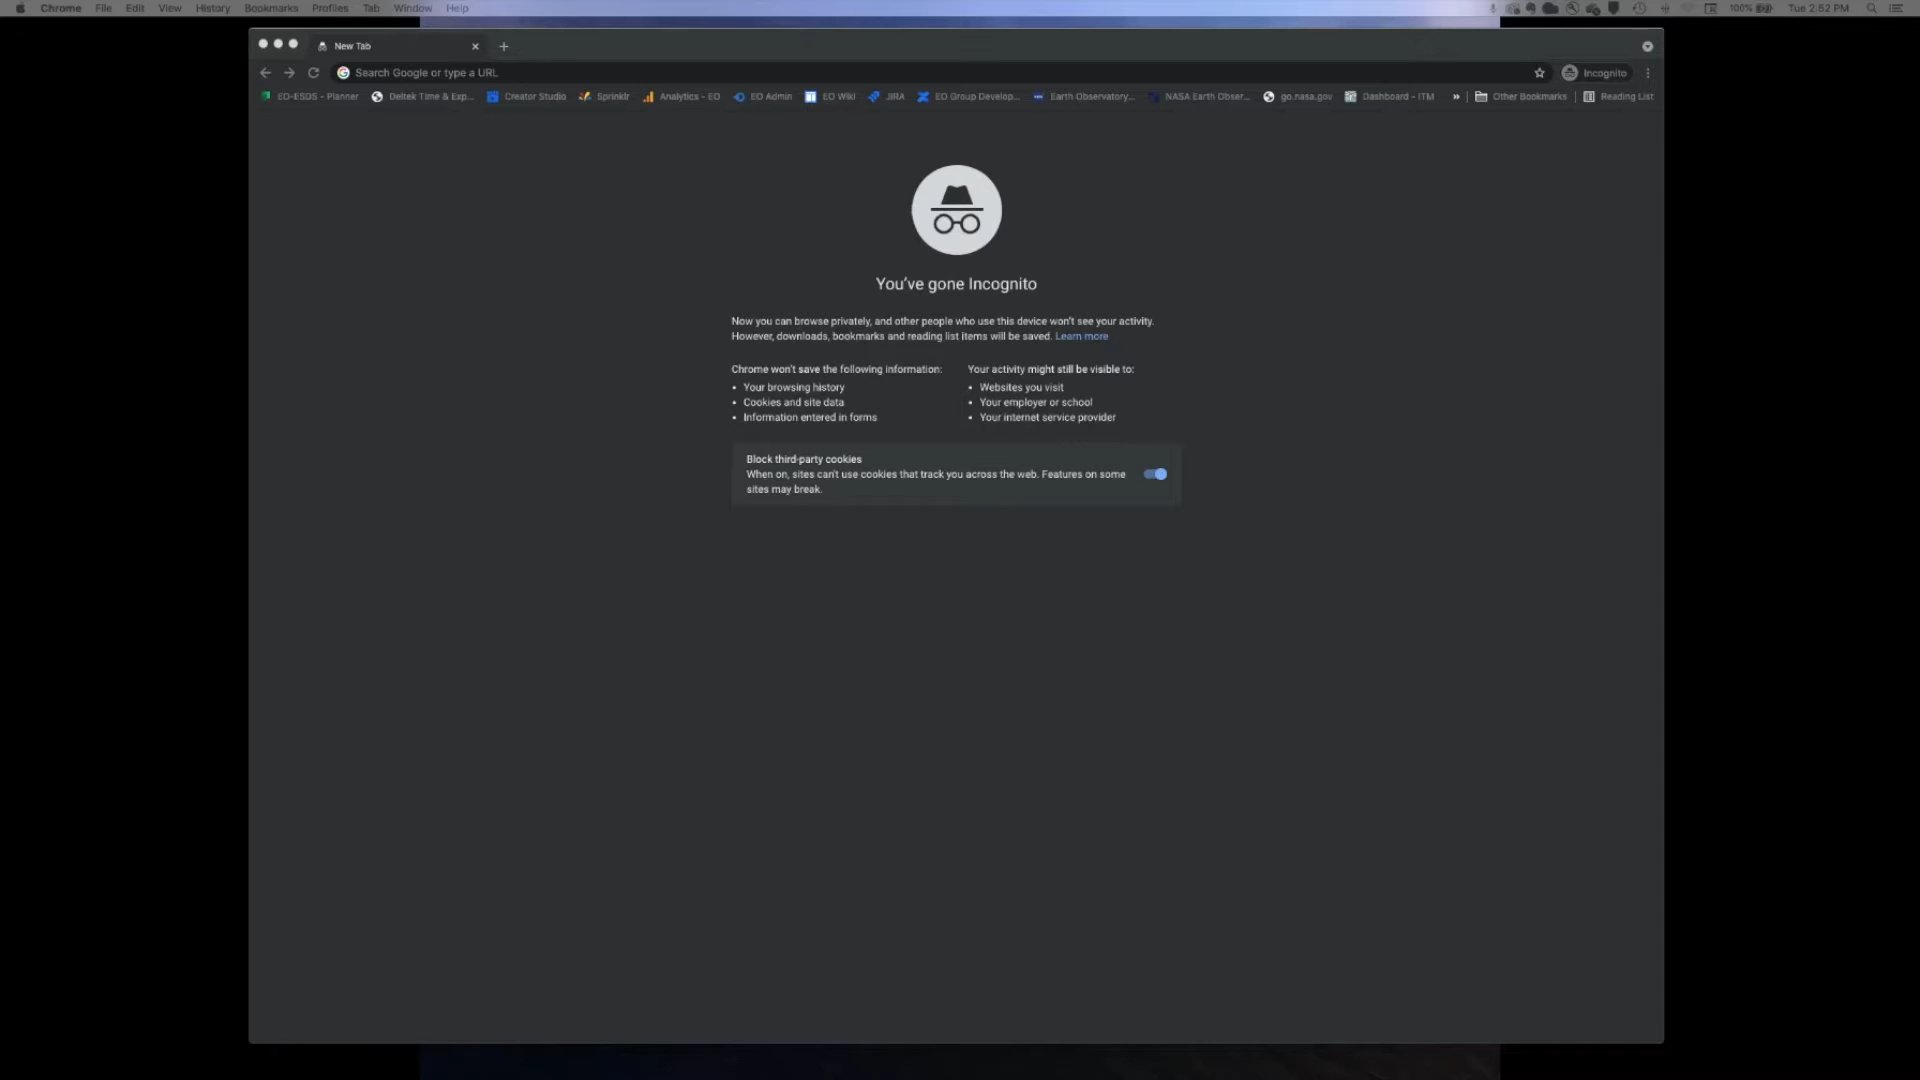 Chrome File Edit View History Bookmarks Profiles Tab Window Help 100% Tue 2:52 PM
New Tab
Search Google or type a URL Incognito
EO-ESDS - Planner Deltek Time & Exp... Creator Studio Sprinklr Analytics - EO EO Admin EO Wiki JIRA EO Group Develop... Earth Observatory... NASA Earth Obser... go.nasa.gov Dashboard - ITM » Other Bookmarks Reading List
You've gone Incognito
Now you can browse privately, and other people who use this device won't see your activity.
However, downloads, bookmarks and reading list items will be saved. Learn more
Chrome won't save the following information:
• Your browsing history
• Cookies and site data
• Information entered in forms
Your activity might still be visible to:
• Websites you visit
• Your employer or school
• Your internet service provider
Block third-party cookies
When on, sites can't use cookies that track you across the web. Features on some
sites may break.